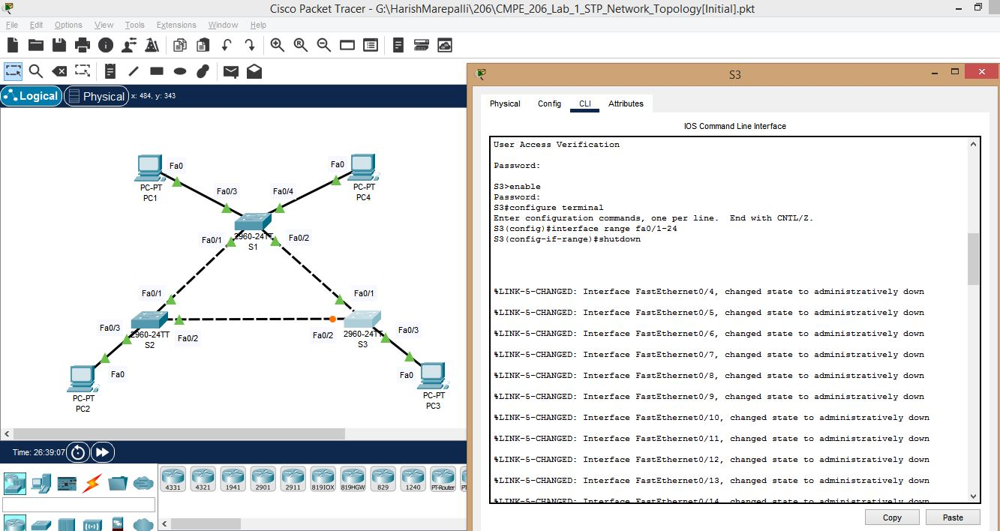 Cisco Packet Tracer - G:\HarishMarepalli\206\CMPE_206_Lab_1_STP_Network_Topology[Initial].pkt
File Edit Options View Tools Extensions Window Help
Logical Physical x: 484, y: 343
PC-PT
PC1
Fa0
Fa0
PC-PT
PC4
Fa0/3
Fa0/4
Fa0/1
2960-24TT
S1
Fa0/2
Fa0/1
Fa0/1
Fa0/3
2960-24TT
S2
Fa0/2
Fa0/2
2960-24TT
S3
Fa0/3
Fa0
PC-PT
PC2
Fa0
PC-PT
PC3
Time: 26:39:07
4331 4321 1941 2901 2911 819IOX 819HGW 829 1240 PT-Router
S3
Physical Config CLI Attributes
IOS Command Line Interface
User Access Verification
Password:
S3>enable
Password:
S3#configure terminal
Enter configuration commands, one per line. End with CNTL/Z.
S3(config)#interface range fa0/1-24
S3(config-if-range)#shutdown
%LINK-5-CHANGED: Interface FastEthernet0/4, changed state to administratively down
%LINK-5-CHANGED: Interface FastEthernet0/5, changed state to administratively down
%LINK-5-CHANGED: Interface FastEthernet0/6, changed state to administratively down
%LINK-5-CHANGED: Interface FastEthernet0/7, changed state to administratively down
%LINK-5-CHANGED: Interface FastEthernet0/8, changed state to administratively down
%LINK-5-CHANGED: Interface FastEthernet0/9, changed state to administratively down
%LINK-5-CHANGED: Interface FastEthernet0/10, changed state to administratively down
%LINK-5-CHANGED: Interface FastEthernet0/11, changed state to administratively down
%LINK-5-CHANGED: Interface FastEthernet0/12, changed state to administratively down
%LINK-5-CHANGED: Interface FastEthernet0/13, changed state to administratively down
%LINK-5-CHANGED: Interface FastEthernet0/14, changed state to administratively down
Copy Paste